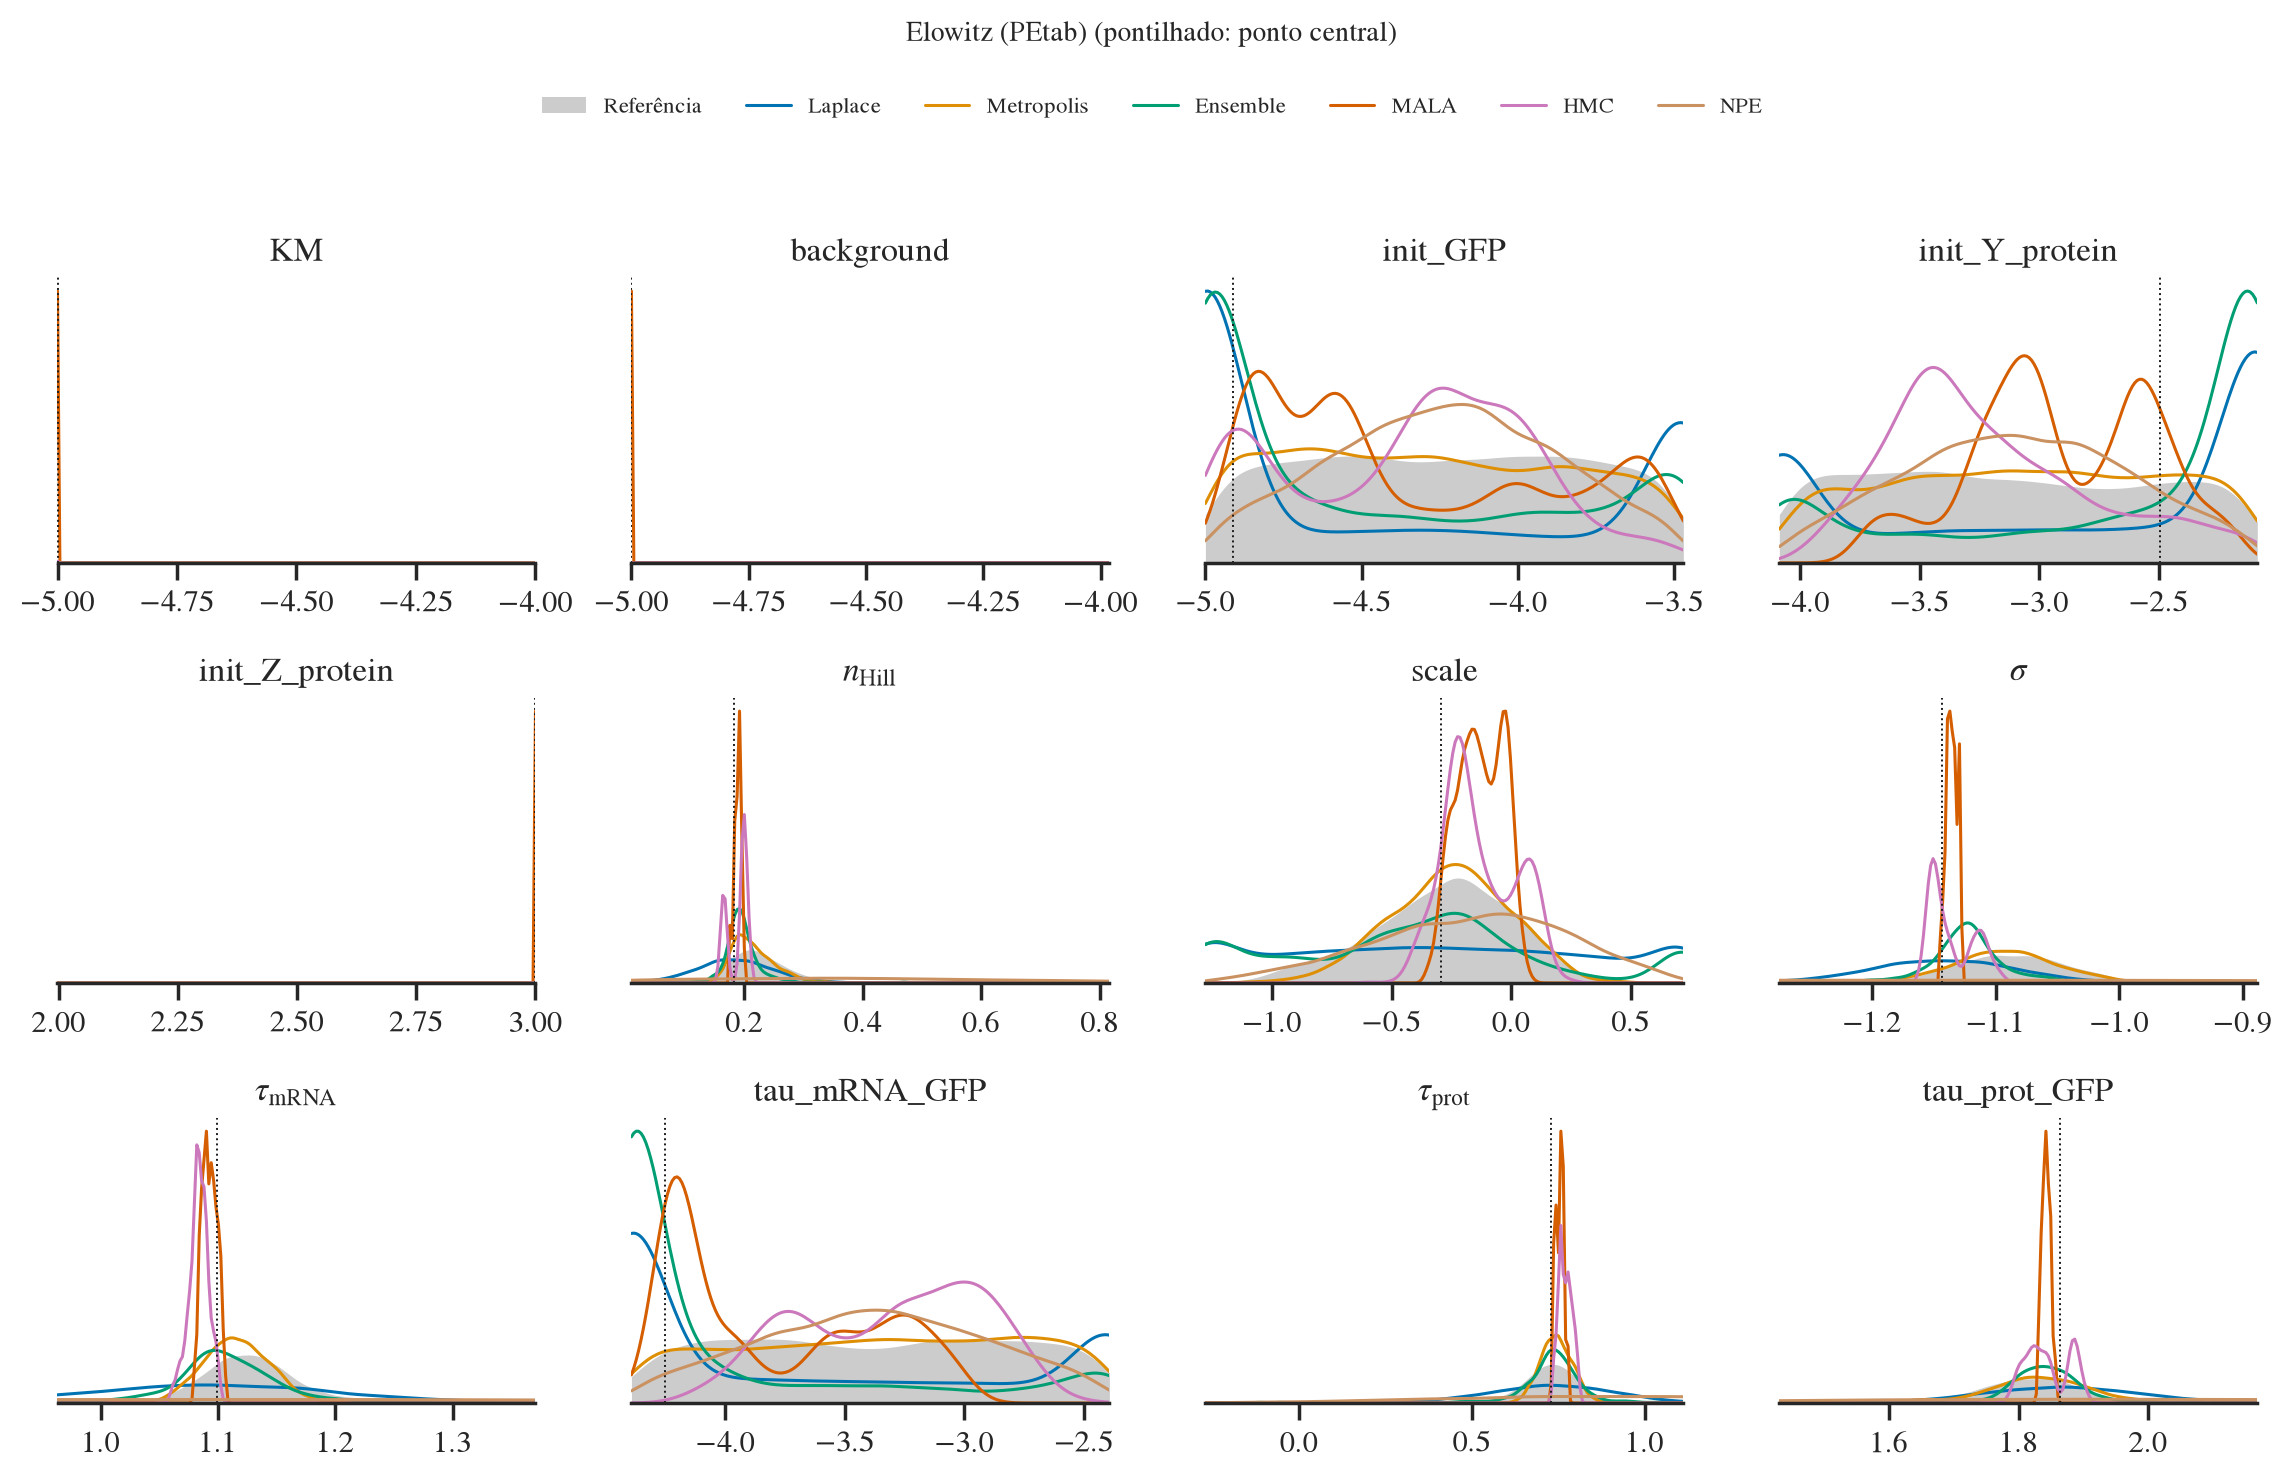 Elowitz (PEtab) (pontilhado: ponto central)
Referência Laplace Metropolis Ensemble MALA HMC NPE
KM background init_GFP init_Y_protein
−5.00 −4.75 −4.50 −4.25 −4.00 −5.00 −4.75 −4.50 −4.25 −4.00 −5.0 −4.5 −4.0 −3.5 −4.0 −3.5 −3.0 −2.5
init_Z_protein n_Hill scale σ
2.00 2.25 2.50 2.75 3.00 0.2 0.4 0.6 0.8 −1.0 −0.5 0.0 0.5 −1.2 −1.1 −1.0 −0.9
τ_mRNA tau_mRNA_GFP τ_prot tau_prot_GFP
1.0 1.1 1.2 1.3 −4.0 −3.5 −3.0 −2.5 0.0 0.5 1.0 1.6 1.8 2.0